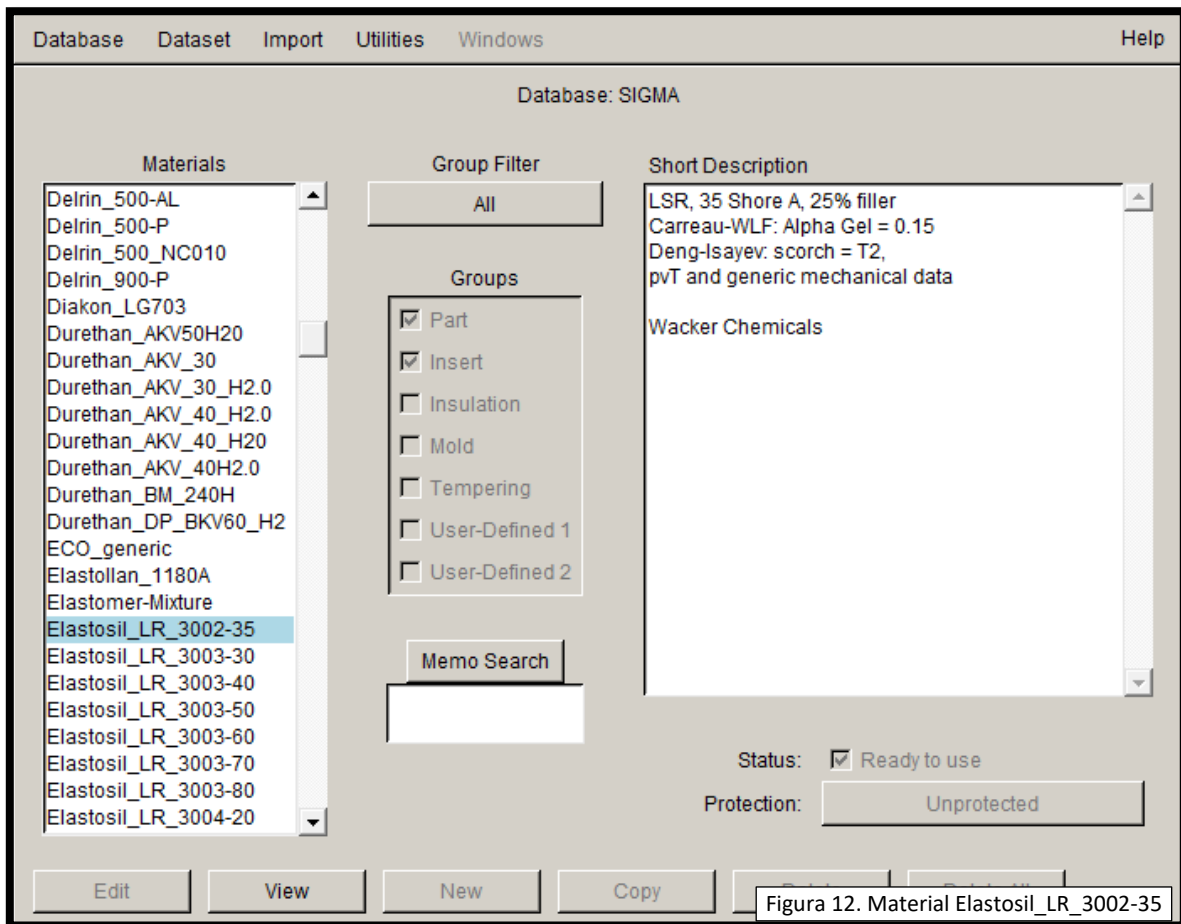 Database Dataset Import Utilities Windows Help
Database: SIGMA
Materials
Delrin_500-AL
Delrin_500-P
Delrin_500_NC010
Delrin_900-P
Diakon_LG703
Durethan_AKV50H20
Durethan_AKV_30
Durethan_AKV_30_H2.0
Durethan_AKV_40_H2.0
Durethan_AKV_40_H20
Durethan_AKV_40H2.0
Durethan_BM_240H
Durethan_DP_BKV60_H2
ECO_generic
Elastollan_1180A
Elastomer-Mixture
Elastosil_LR_3002-35
Elastosil_LR_3003-30
Elastosil_LR_3003-40
Elastosil_LR_3003-50
Elastosil_LR_3003-60
Elastosil_LR_3003-70
Elastosil_LR_3003-80
Elastosil_LR_3004-20
Group Filter
All
Groups
Part
Insert
Insulation
Mold
Tempering
User-Defined 1
User-Defined 2
Memo Search
Short Description
LSR, 35 Shore A, 25% filler
Carreau-WLF: Alpha Gel = 0.15
Deng-Isayev: scorch = T2,
pvT and generic mechanical data
Wacker Chemicals
Status: Ready to use
Protection: Unprotected
Edit View New Copy
Figura 12. Material Elastosil_LR_3002-35